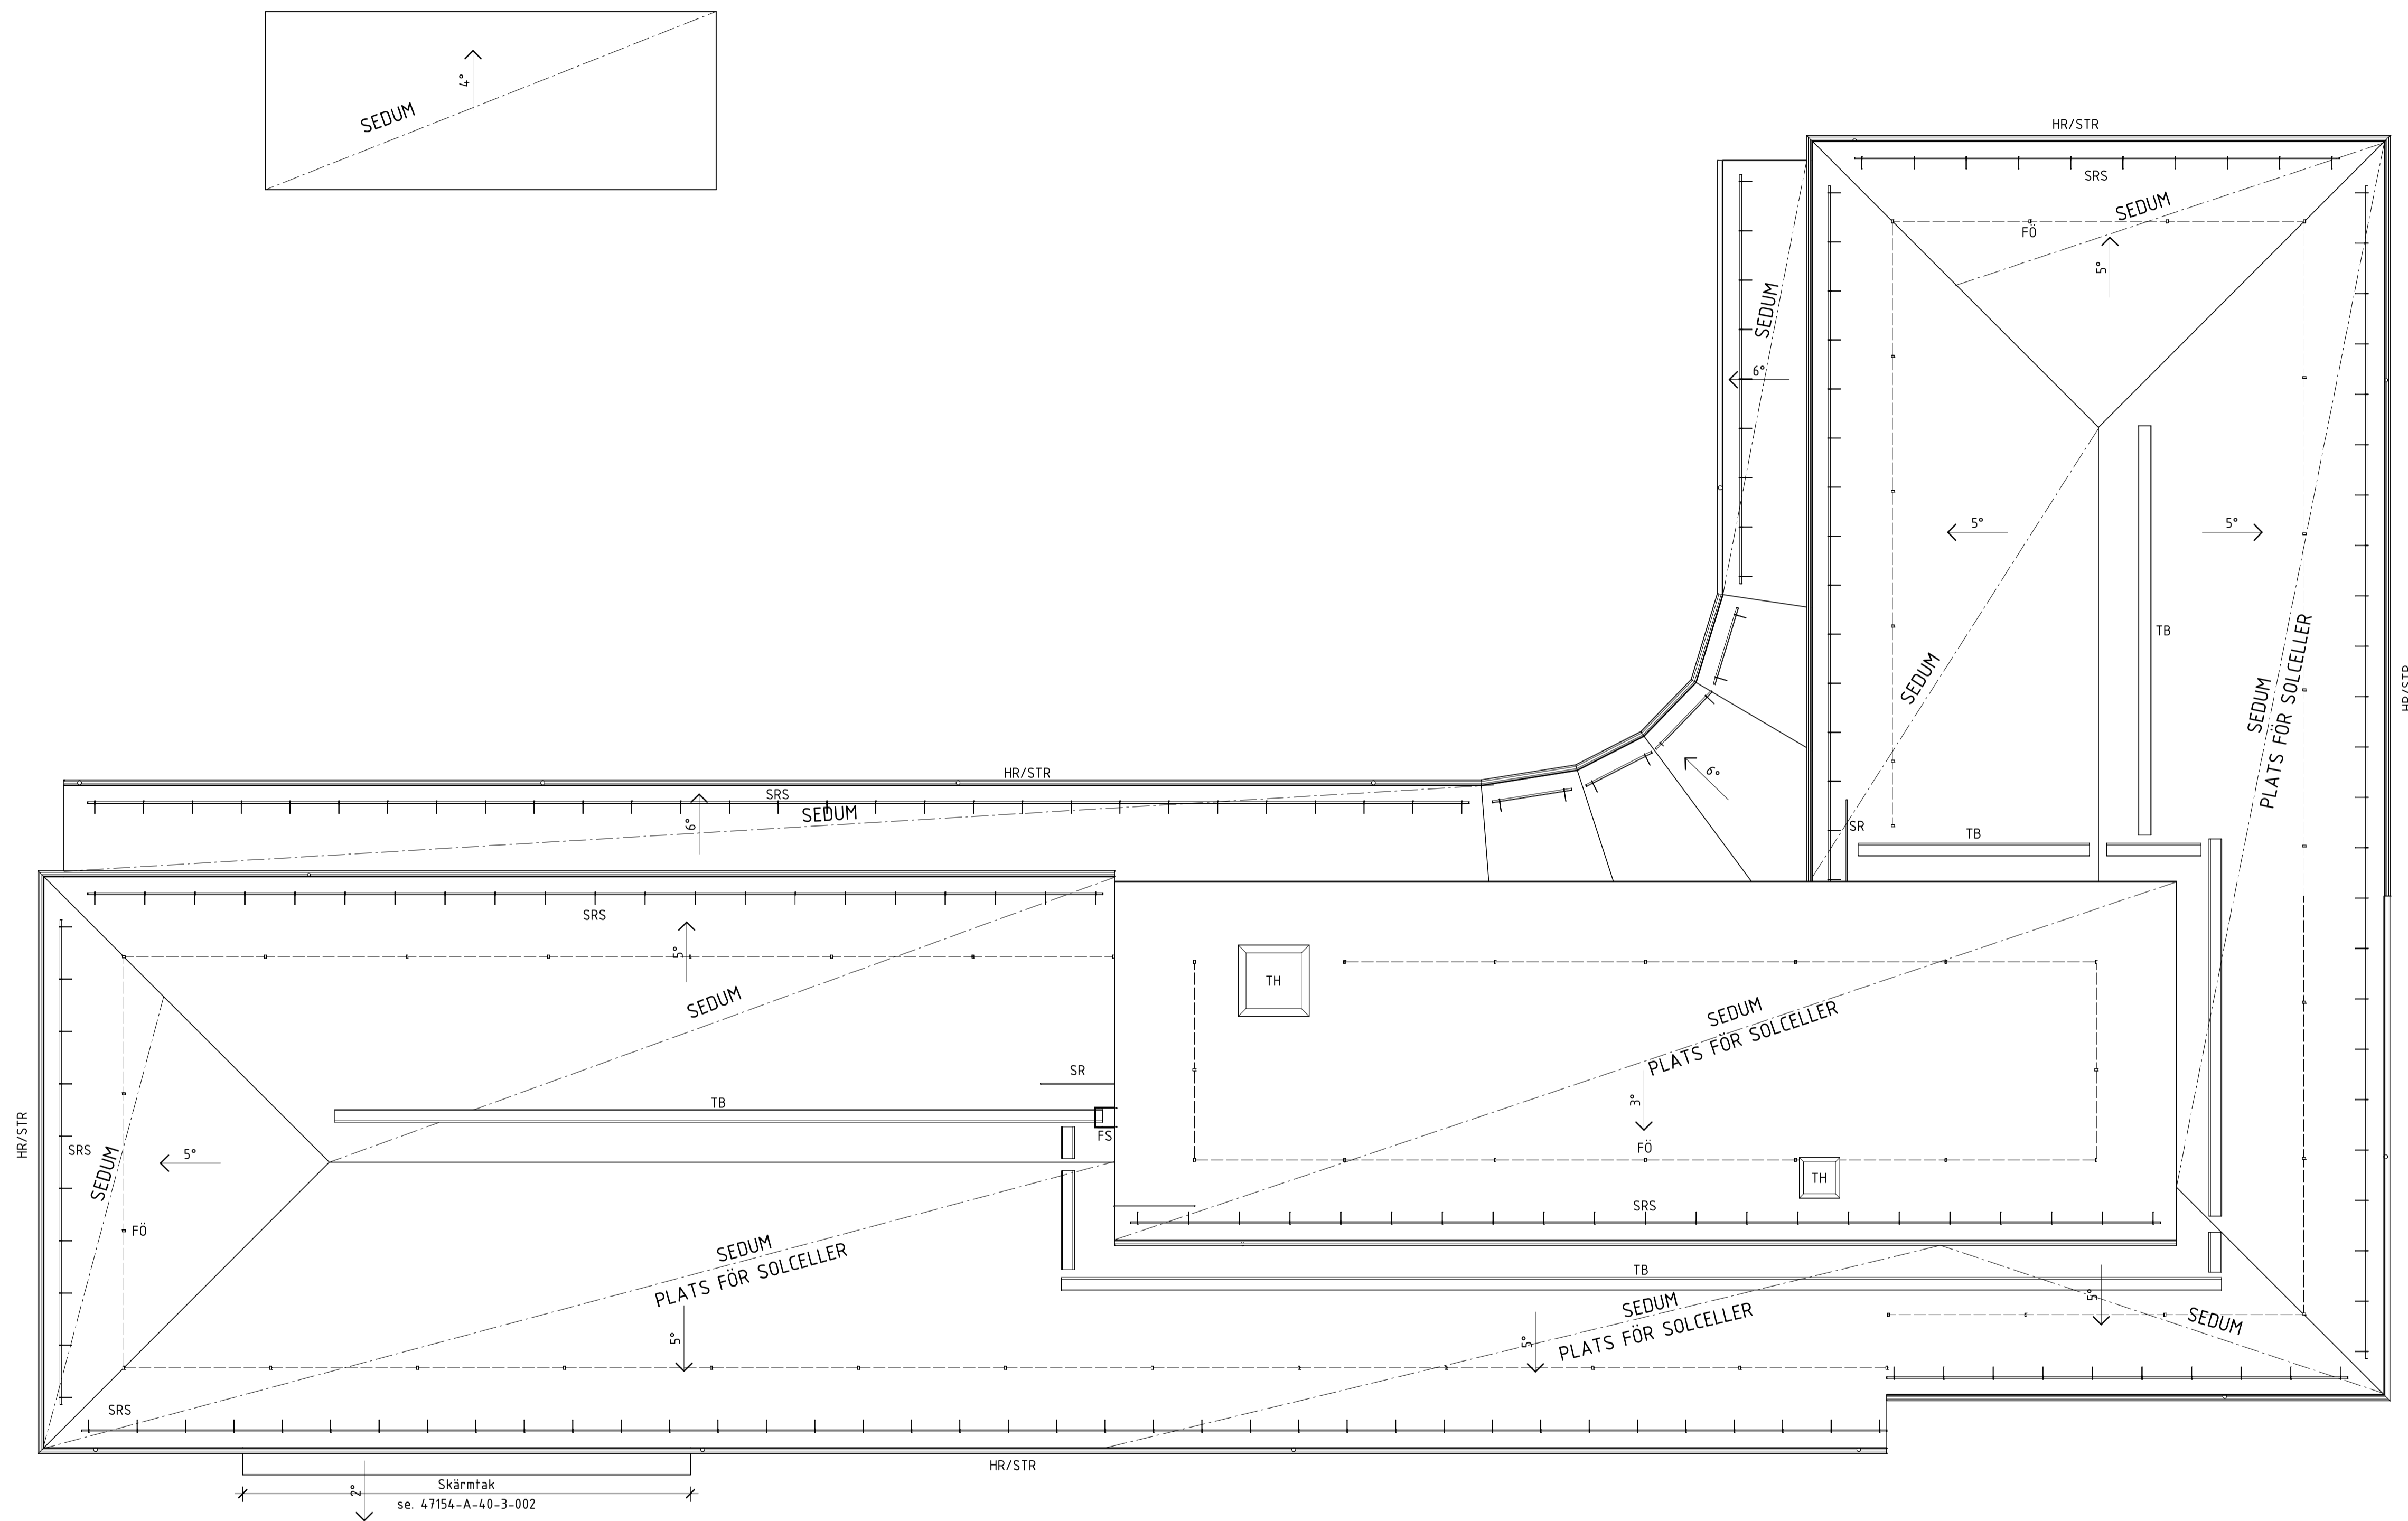 4°
SEDUM
HR/STR
SRS
SEDUM
FÖ
5°
SEDUM
6°
5°
5°
TB
SEDUM
SEDUM
PLATS FÖR SOLCELLER
HR/STR
HR/STR
SRS
SEDUM
6°
6°
SR
TB
SRS
5°
SEDUM
TH
SEDUM
PLATS FÖR SOLCELLER
SR
TB
3°
FS
FÖ
HR/STR
SRS
SEDUM
5°
FÖ
TH
SRS
SEDUM
PLATS FÖR SOLCELLER
TB
5°
SEDUM
PLATS FÖR SOLCELLER
5°
5°
SEDUM
SRS
HR/STR
2°
Skärmtak
se. 47154-A-40-3-002